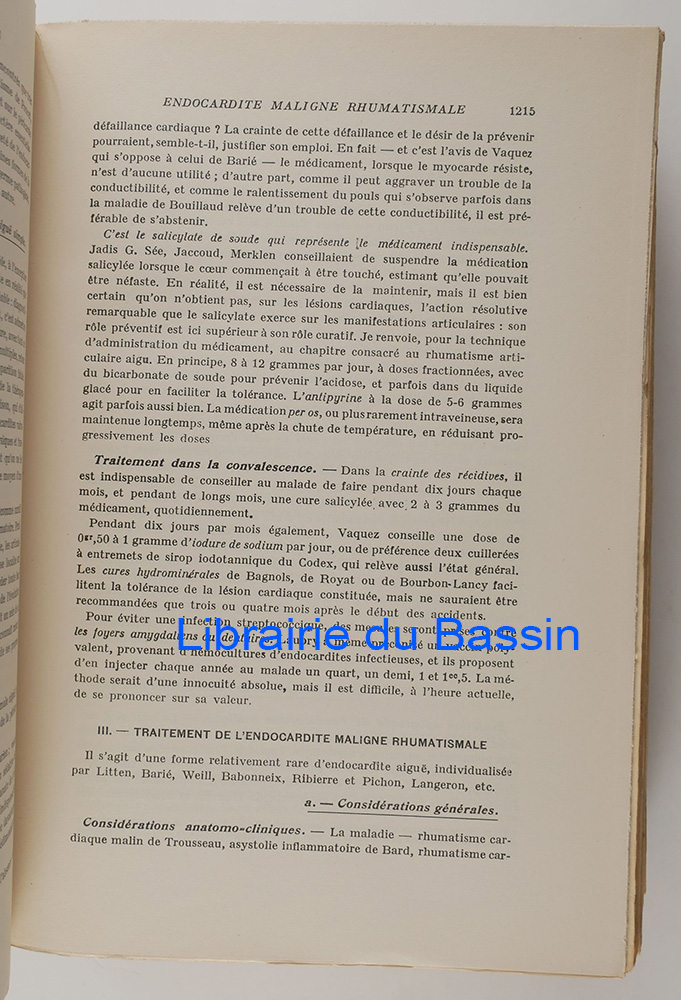 ENDOCARDITE MALIGNE RHUMATISMALE 1215
défaillance cardiaque ? La crainte de cette défaillance et le désir de la prévenir
pourraient, semble-t-il, justifier son emploi. En fait — et c'est l'avis de Vaquez
qui s'oppose à celui de Barié — le médicament, lorsque le myocarde résiste,
n'est d'aucune utilité ; d'autre part, comme il peut aggraver un trouble de la
conductibilité, et comme le ralentissement du pouls qui s'observe parfois dans
la maladie de Bouillaud relève d'un trouble de cette conductibilité, il est pré-
férable de s'abstenir.
C'est le salicylate de soude qui représente [le médicament indispensable.
Jadis G. Sée, Jaccoud, Merklen conseillaient de suspendre la médication
salicylée lorsque le cœur commençait à être touché, estimant qu'elle pouvait
être néfaste. En réalité, il est nécessaire de la maintenir, mais il est bien
certain qu'on n'obtient pas, sur les lésions cardiaques, l'action résolutive
remarquable que le salicylate exerce sur les manifestations articulaires : son
rôle préventif est ici supérieur à son rôle curatif. Je renvoie, pour la technique
d'administration du médicament, au chapitre consacré au rhumatisme arti-
culaire aigu. En principe, 8 à 12 grammes par jour, à doses fractionnées, avec
du bicarbonate de soude pour prévenir l'acidose, et parfois dans du liquide
glacé pour en faciliter la tolérance. L'antipyrine à la dose de 5-6 grammes
agit parfois aussi bien. La médication per os, ou plus rarement intraveineuse, sera
maintenue longtemps, même après la chute de température, en réduisant pro-
gressivement les doses
Traitement dans la convalescence. — Dans la crainte des récidives, il
est indispensable de conseiller au malade de faire pendant dix jours chaque
mois, et pendant de longs mois, une cure salicylée avec 2 à 3 grammes du
médicament, quotidiennement.
Pendant dix jours par mois également, Vaquez conseille une dose de
0gr,50 à 1 gramme d'iodure de sodium par jour, ou de préférence deux cuillerées
à entremets de sirop iodotannique du Codex, qui relève aussi l'état général.
Les cures hydrominérales de Bagnols, de Royat ou de Bourbon-Lancy faci-
litent la tolérance de la lésion cardiaque constituée, mais ne sauraient être
recommandées que trois ou quatre mois après le début des accidents.
Pour éviter une infection streptococcique, des mesures seront prises contre
les foyers amygdaliens ou dentaires. Laubry a même préconisé un vaccin poly-
valent, provenant d'hémocultures d'endocardites infectieuses, et ils proposent
d'en injecter chaque année au malade un quart, un demi, 1 et 1cc,5. La mé-
thode serait d'une innocuité absolue, mais il est difficile, à l'heure actuelle,
de se prononcer sur sa valeur.
Librairie du Bassin
III. — TRAITEMENT DE L'ENDOCARDITE MALIGNE RHUMATISMALE
Il s'agit d'une forme relativement rare d'endocardite aiguë, individualisée
par Litten, Barié, Weill, Babonneix, Ribierre et Pichon, Langeron, etc.
a. — Considérations générales.
Considérations anatomo-cliniques. — La maladie — rhumatisme car-
diaque malin de Trousseau, asystolie inflammatoire de Bard, rhumatisme car-